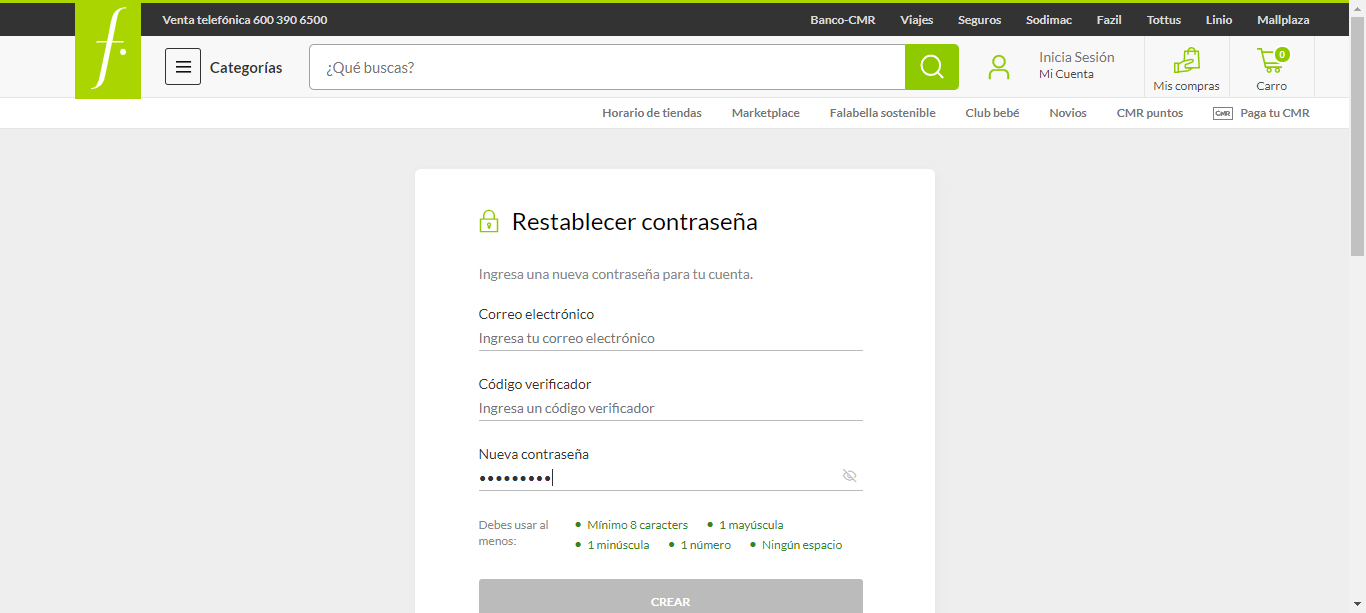 Venta telefónica 600 390 6500 Banco-CMR Viajes Seguros Sodimac Fazil Tottus Linio Mallplaza
f.
Categorías ¿Qué buscas? Inicia Sesión
Mi Cuenta
0
Mis compras Carro
Horario de tiendas Marketplace Falabella sostenible Club bebé Novios CMR puntos CMR Paga tu CMR
Restablecer contraseña
Ingresa una nueva contraseña para tu cuenta.
Correo electrónico
Ingresa tu correo electrónico
Código verificador
Ingresa un código verificador
Nueva contraseña
•••••••••
Debes usar al • Mínimo 8 caracters • 1 mayúscula
menos: • 1 minúscula • 1 número • Ningún espacio
CREAR